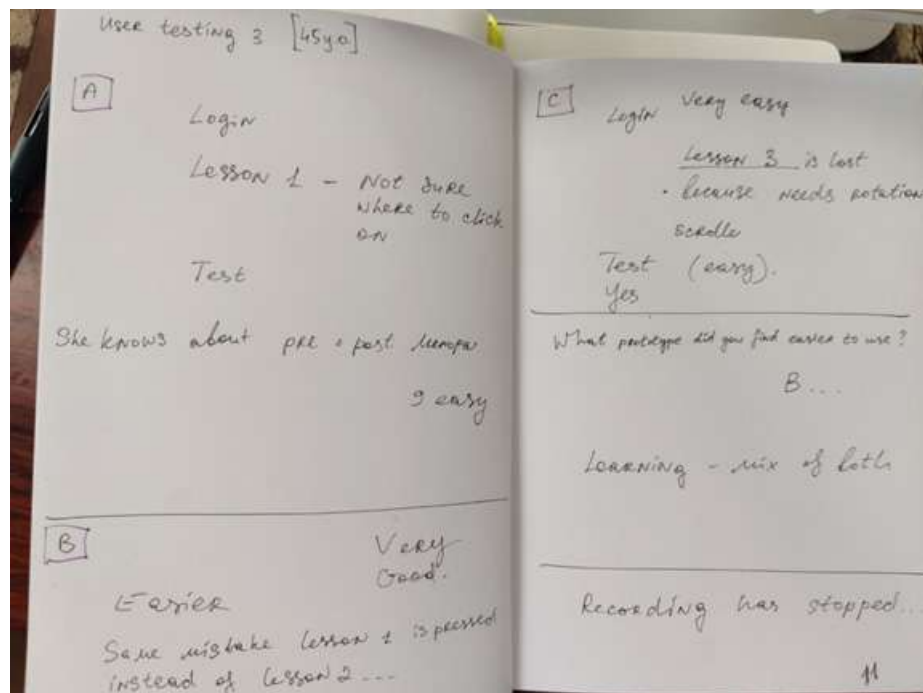 User testing 3 [45y.o.]
A
Login
Lesson 1 - Not sure
where to click
on
Test
She knows about pre + post
9 easy
B
Very
Good.
Easier
Same mistake lesson 1 is pressed
instead of lesson 2 ...
C
Login Very easy
Lesson 3 is lost
• because needs rotation
scrolle
Test (easy).
Yes
What prototype did you find easier to use?
B ...
Learning - mix of both
Recording has stopped..
11